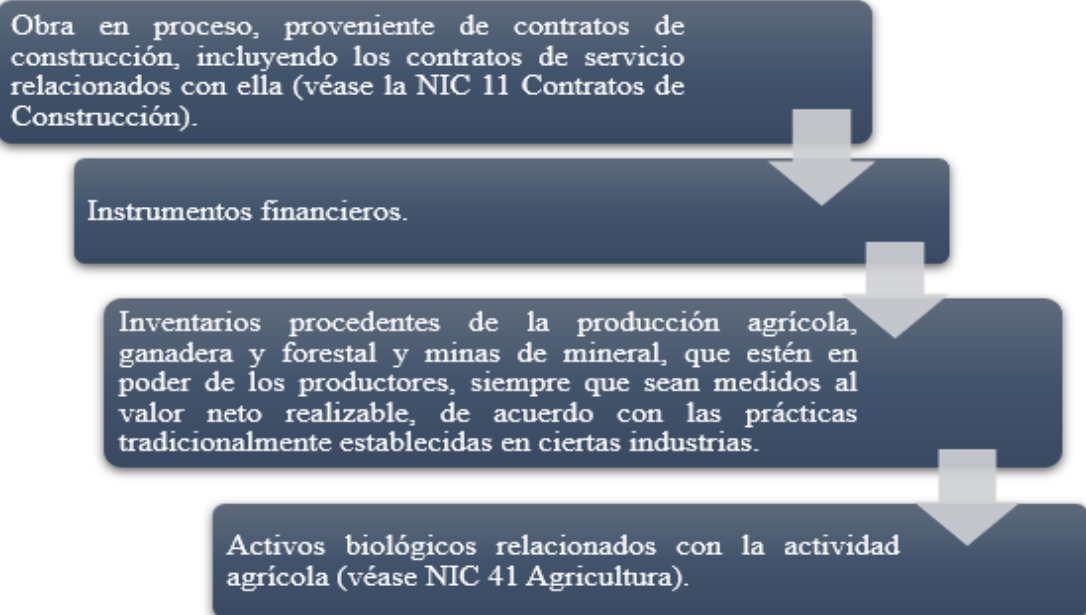 Obra en proceso, proveniente de contratos de
construcción, incluyendo los contratos de servicio
relacionados con ella (véase la NIC 11 Contratos de
Construcción).
Instrumentos financieros.
Inventarios procedentes de la producción agrícola,
ganadera y forestal y minas de mineral, que estén en
poder de los productores, siempre que sean medidos al
valor neto realizable, de acuerdo con las prácticas
tradicionalmente establecidas en ciertas industrias.
Activos biológicos relacionados con la actividad
agrícola (véase NIC 41 Agricultura).